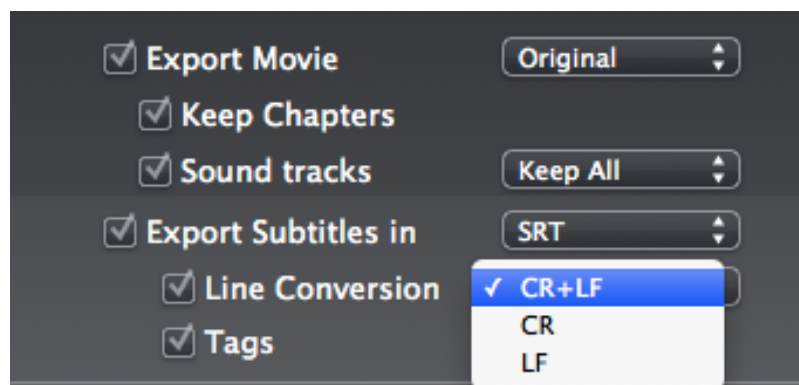 Export Movie Original
Keep Chapters
Sound tracks Keep All
Export Subtitles in SRT
Line Conversion ✓ CR+LF
CR
Tags
LF